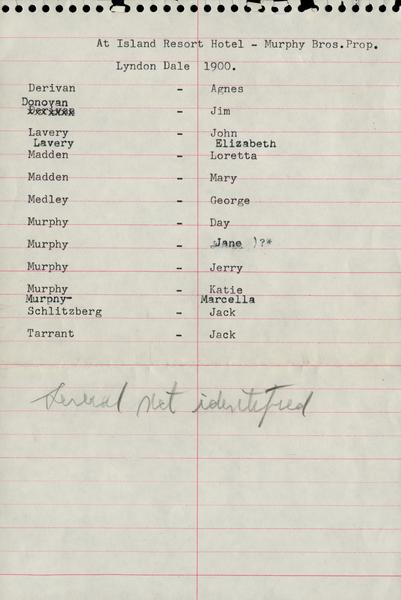 At Island Resort Hotel - Murphy Bros.Prop.
Lyndon Dale 1900.
Derivan - Agnes
Donovan
Derivan - Jim
Lavery - John
Lavery Elizabeth
Madden - Loretta
Madden - Mary
Medley - George
Murphy - Day
Murphy - Jane )?*
Murphy - Jerry
Murphy - Katie
Murphy- Marcella
Schlitzberg - Jack
Tarrant - Jack
Several not identified